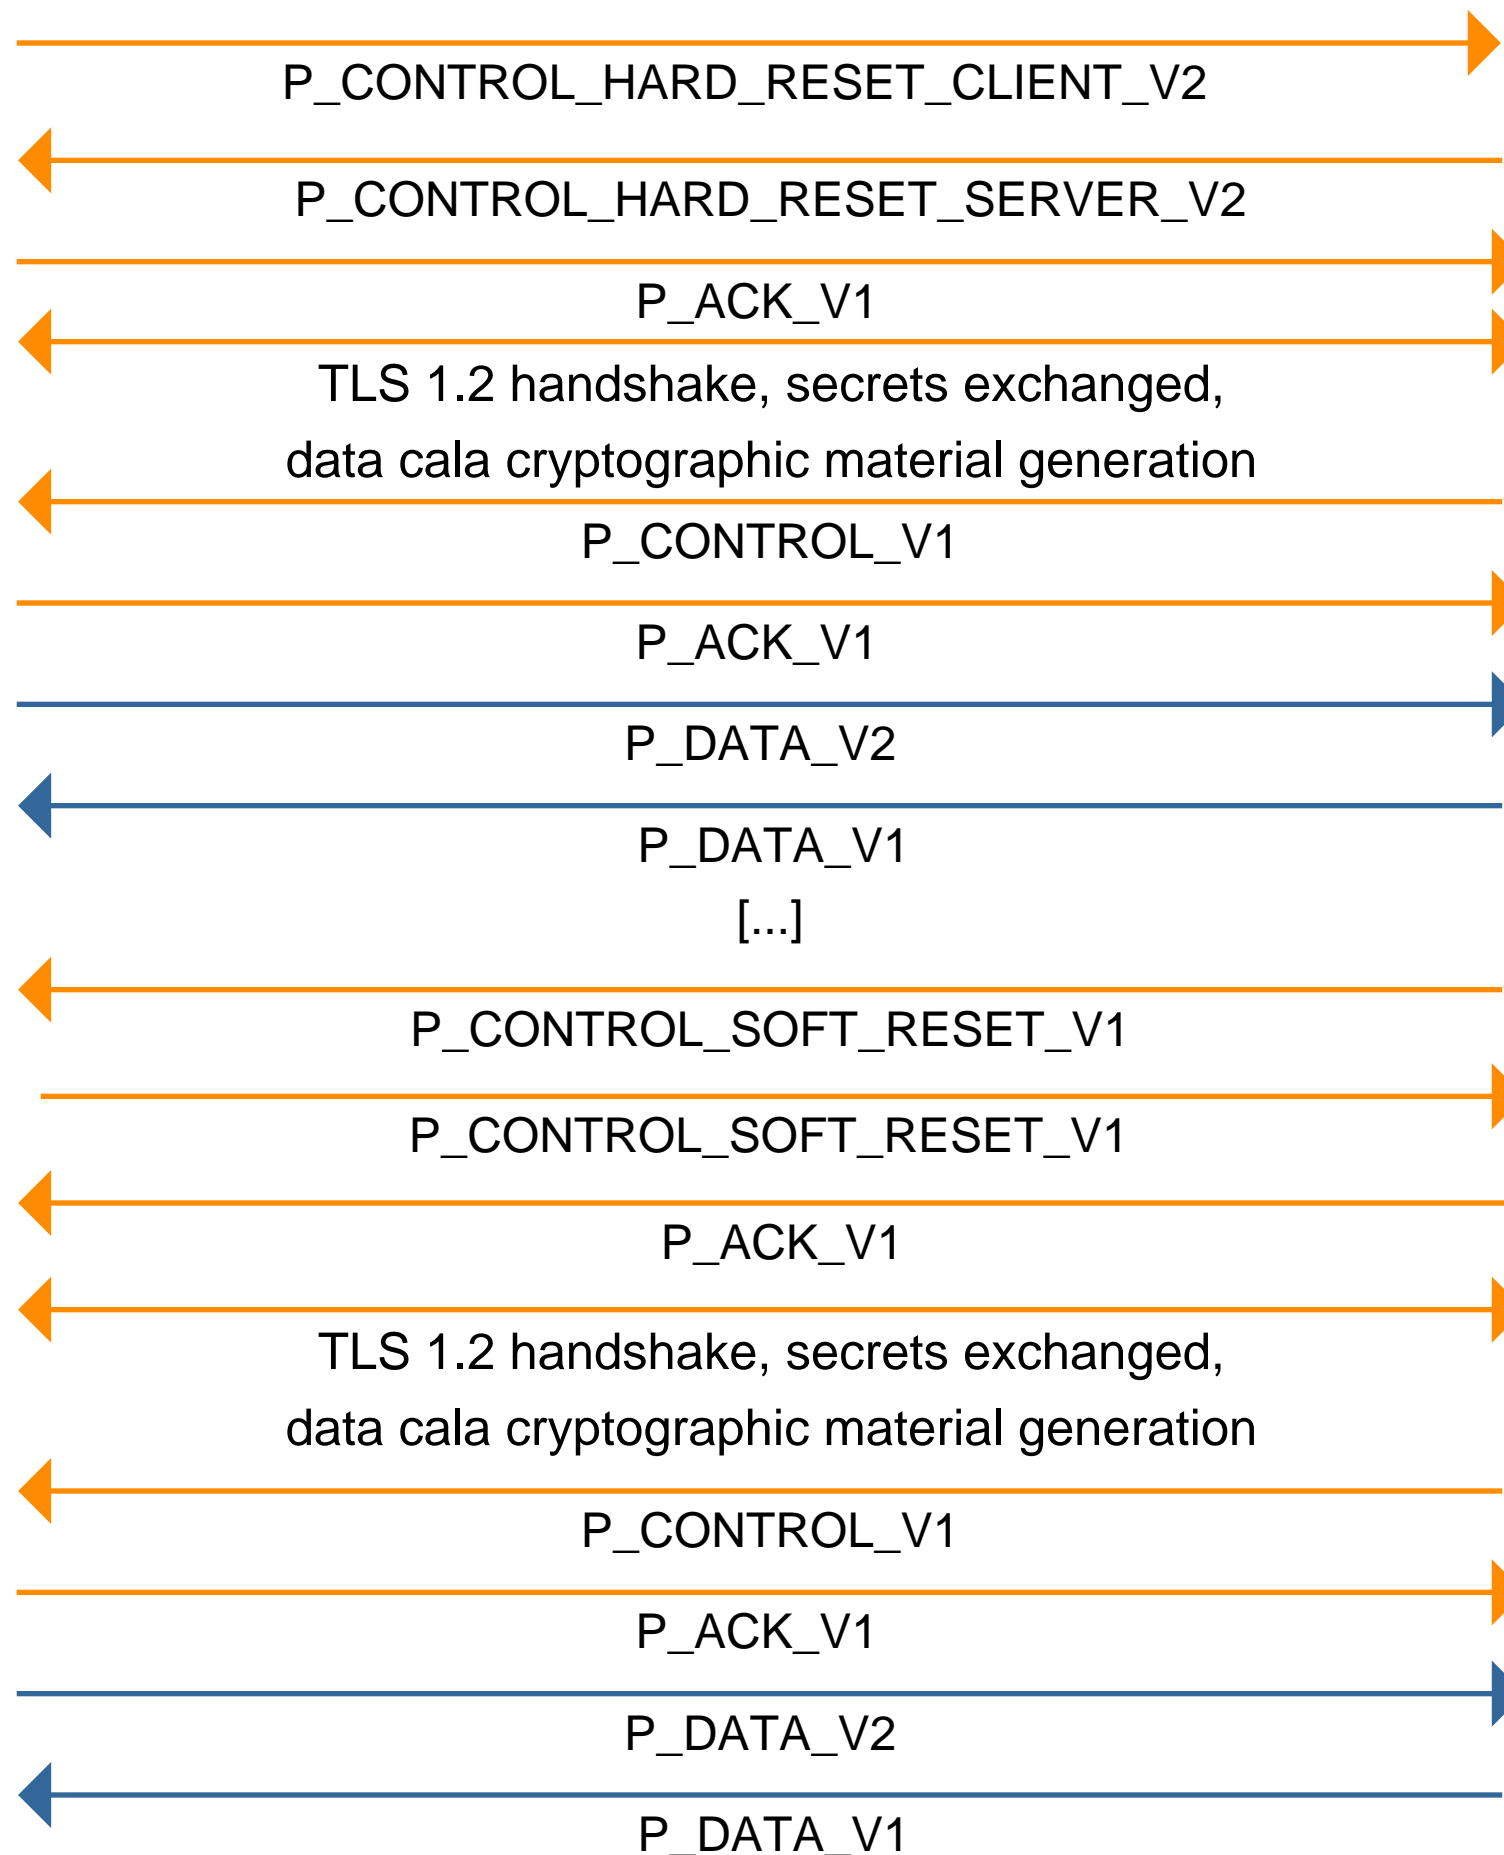 P_CONTROL_HARD_RESET_CLIENT_V2
P_CONTROL_HARD_RESET_SERVER_V2
P_ACK_V1
TLS 1.2 handshake, secrets exchanged,
data cala cryptographic material generation
P_CONTROL_V1
P_ACK_V1
P_DATA_V2
P_DATA_V1
[...]
P_CONTROL_SOFT_RESET_V1
P_CONTROL_SOFT_RESET_V1
P_ACK_V1
TLS 1.2 handshake, secrets exchanged,
data cala cryptographic material generation
P_CONTROL_V1
P_ACK_V1
P_DATA_V2
P_DATA_V1